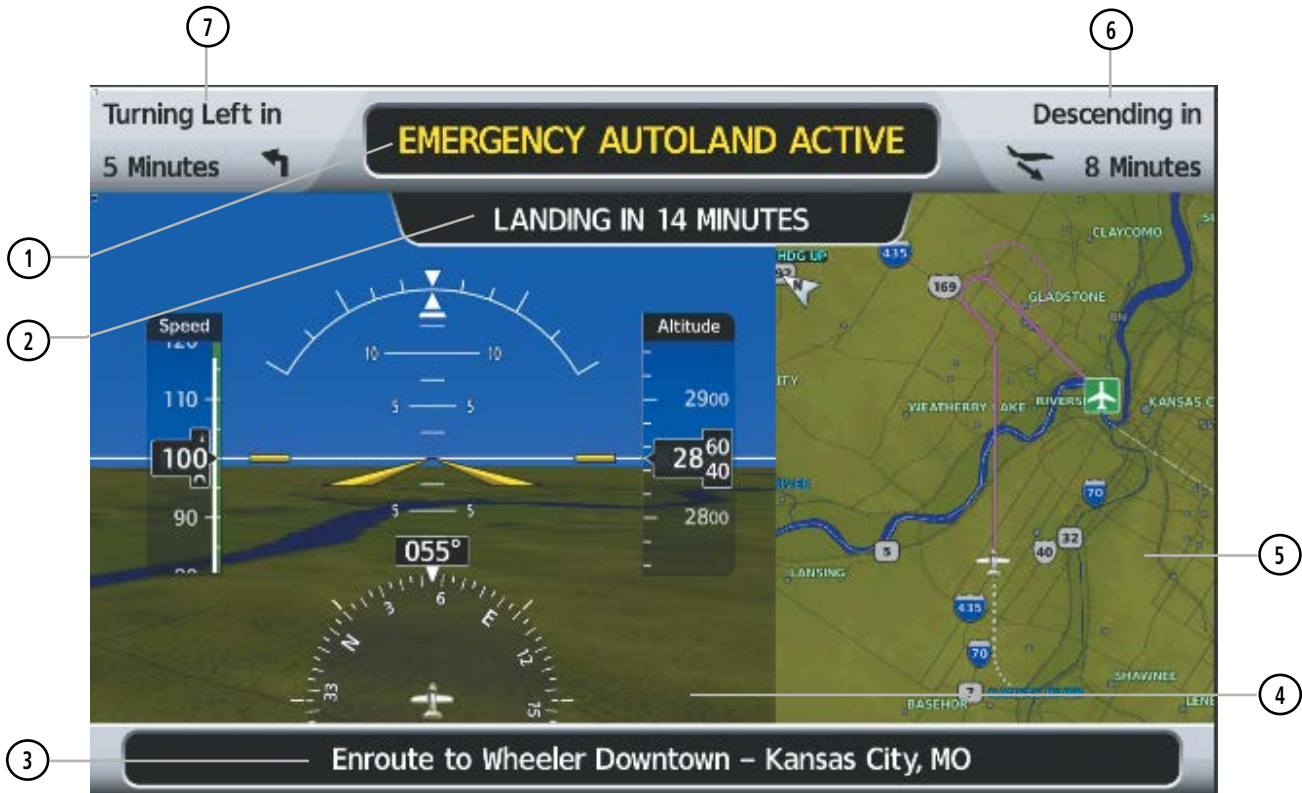 7
6
Turning Left in
5 Minutes
EMERGENCY AUTOLAND ACTIVE
Descending in
8 Minutes
LANDING IN 14 MINUTES
1
2
3
4
5
Speed
110
100
90
10 10
5 5
5 5
055°
N 3 6 E 12 15
33
Altitude
2900
28 60
40
2800
HDG UP
N
435
CLAYCOMO
169
GLADSTONE
WEATHERBY LAKE
KANSAS C
RIVER
70
5
40
32
LANSING
435
70
7
SHAWNEE
BASEHOR
LENE
Enroute to Wheeler Downtown – Kansas City, MO